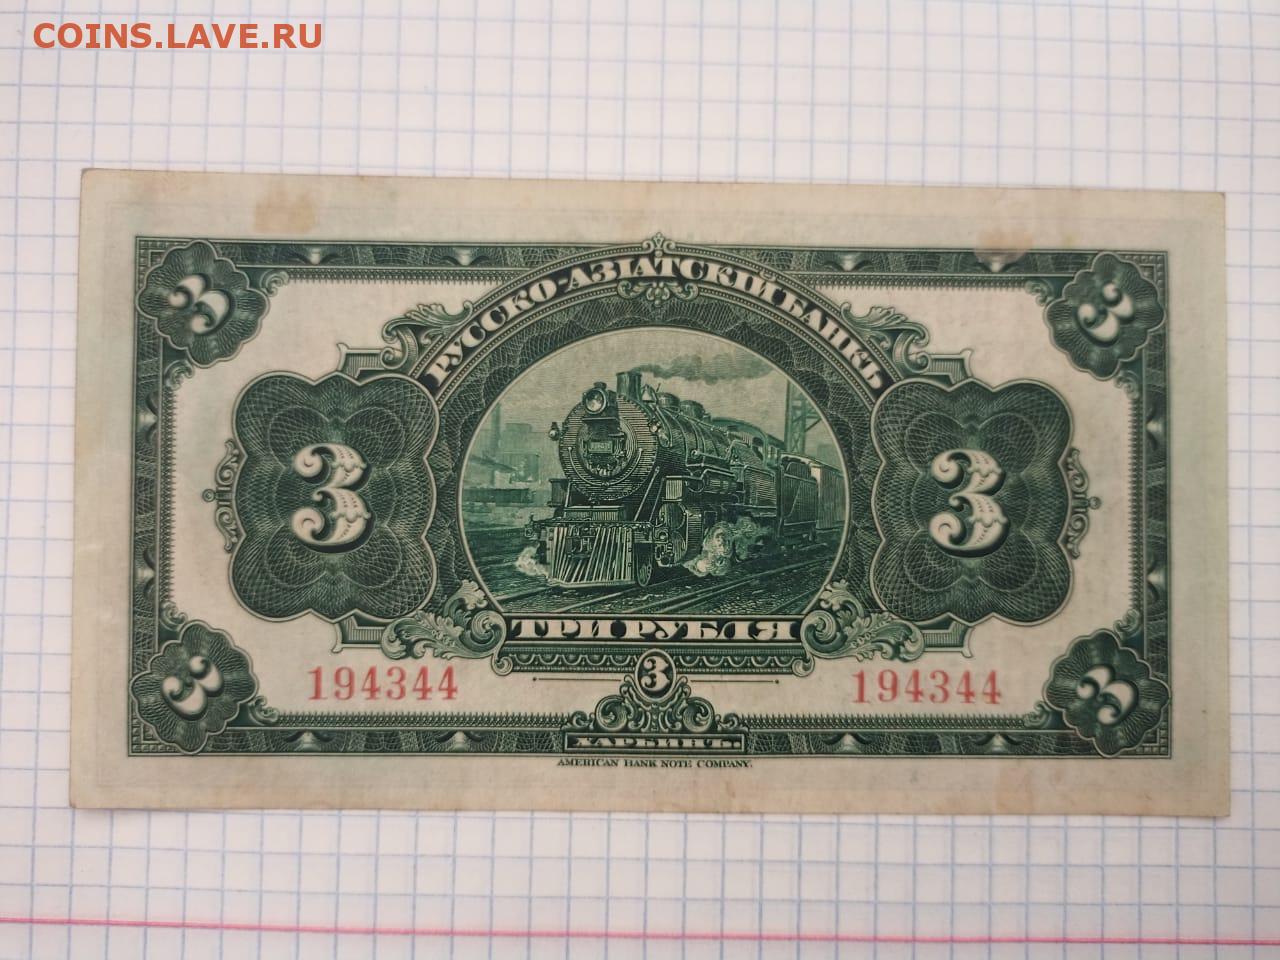 COINS.LAVE.RU
РУССКО-АЗІАТСКІЙ БАНКЪ
3 3
3 3
ТРИ РУБЛЯ
194344 3 194344
3 3
ХАРБИНЪ.
AMERICAN BANK NOTE COMPANY.